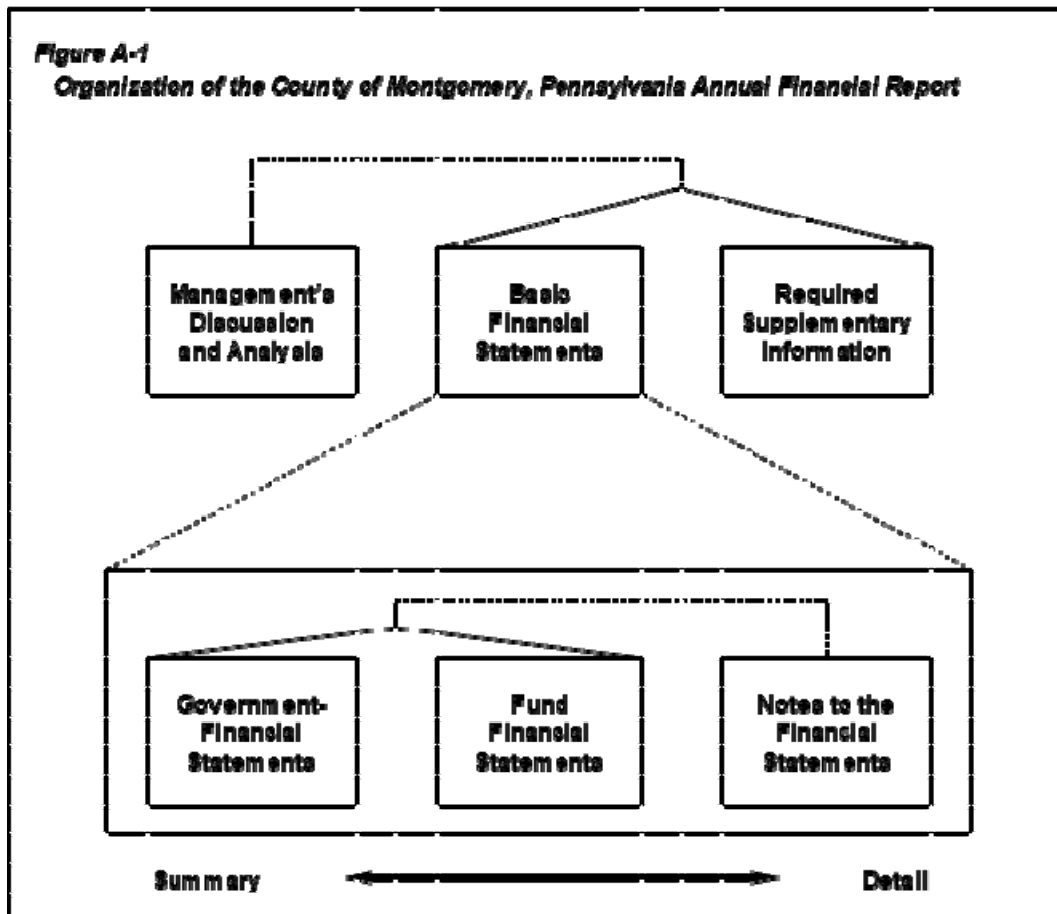 Figure A-1
Organization of the County of Montgomery, Pennsylvania Annual Financial Report
Management's
Discussion
and Analysis
Basic
Financial
Statements
Required
Supplementary
Information
Government-
Financial
Statements
Fund
Financial
Statements
Notes to the
Financial
Statements
Summary
Detail